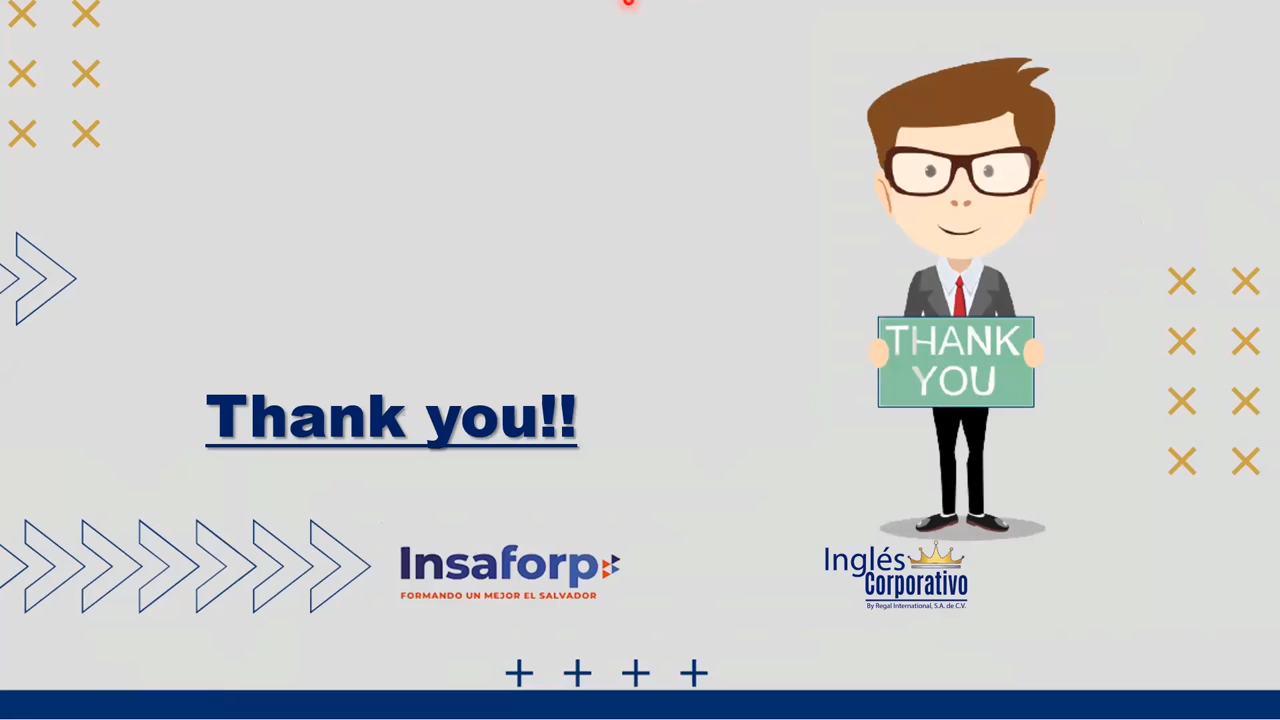 THANK
YOU
Thank you!!
Insaforp
FORMANDO UN MEJOR EL SALVADOR
Inglés
Corporativo
By Regal International, S.A. de C.V.